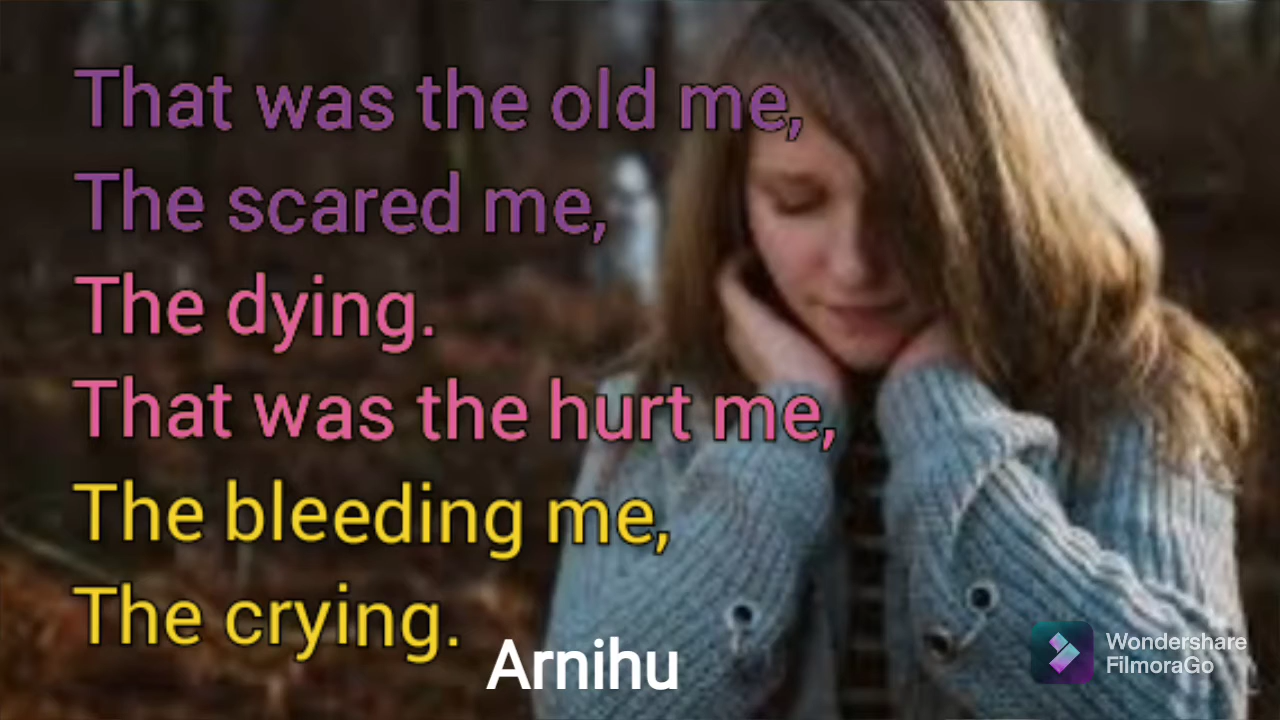 That was the old me,
The scared me,
The dying.
That was the hurt me,
The bleeding me,
The crying.
Arnihu
Wondershare
FilmoraGo